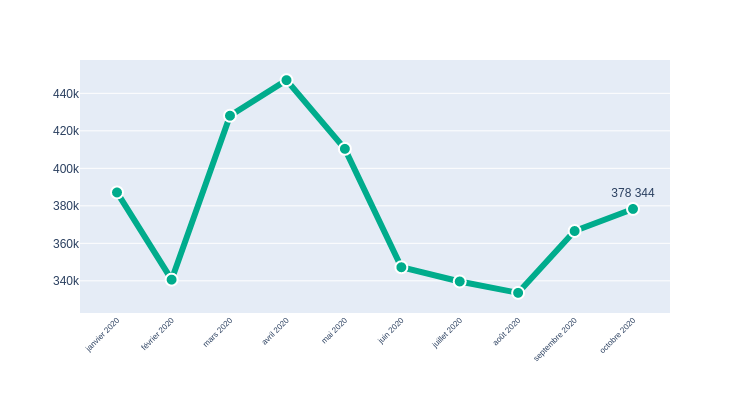 440k
420k
400k
380k
360k
340k
378 344
janvier 2020
février 2020
mars 2020
avril 2020
mai 2020
juin 2020
juillet 2020
août 2020
septembre 2020
octobre 2020